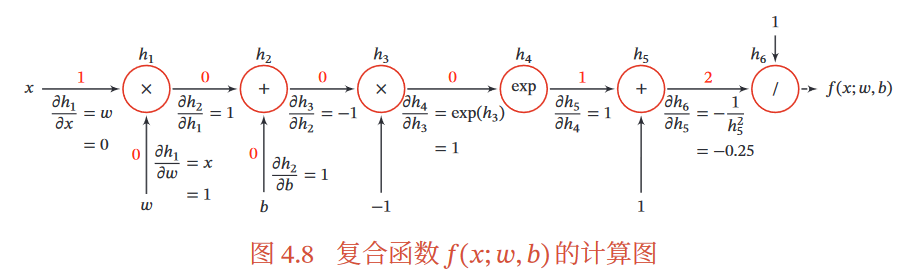 1
h₁ h₂ h₃ h₄ h₅ h₆
x 1 × 0 + 0 × 0 exp 1 + 2 / f(x; w, b)
∂h₁/∂x = w ∂h₂/∂h₁ = 1 ∂h₃/∂h₂ = −1 ∂h₄/∂h₃ = exp(h₃) ∂h₅/∂h₄ = 1 ∂h₆/∂h₅ = −1/h₅²
= 0 = 1 = −0.25
0 ∂h₁/∂w = x 0 ∂h₂/∂b = 1
= 1
w b −1 1
图 4.8 复合函数 f(x; w, b) 的计算图